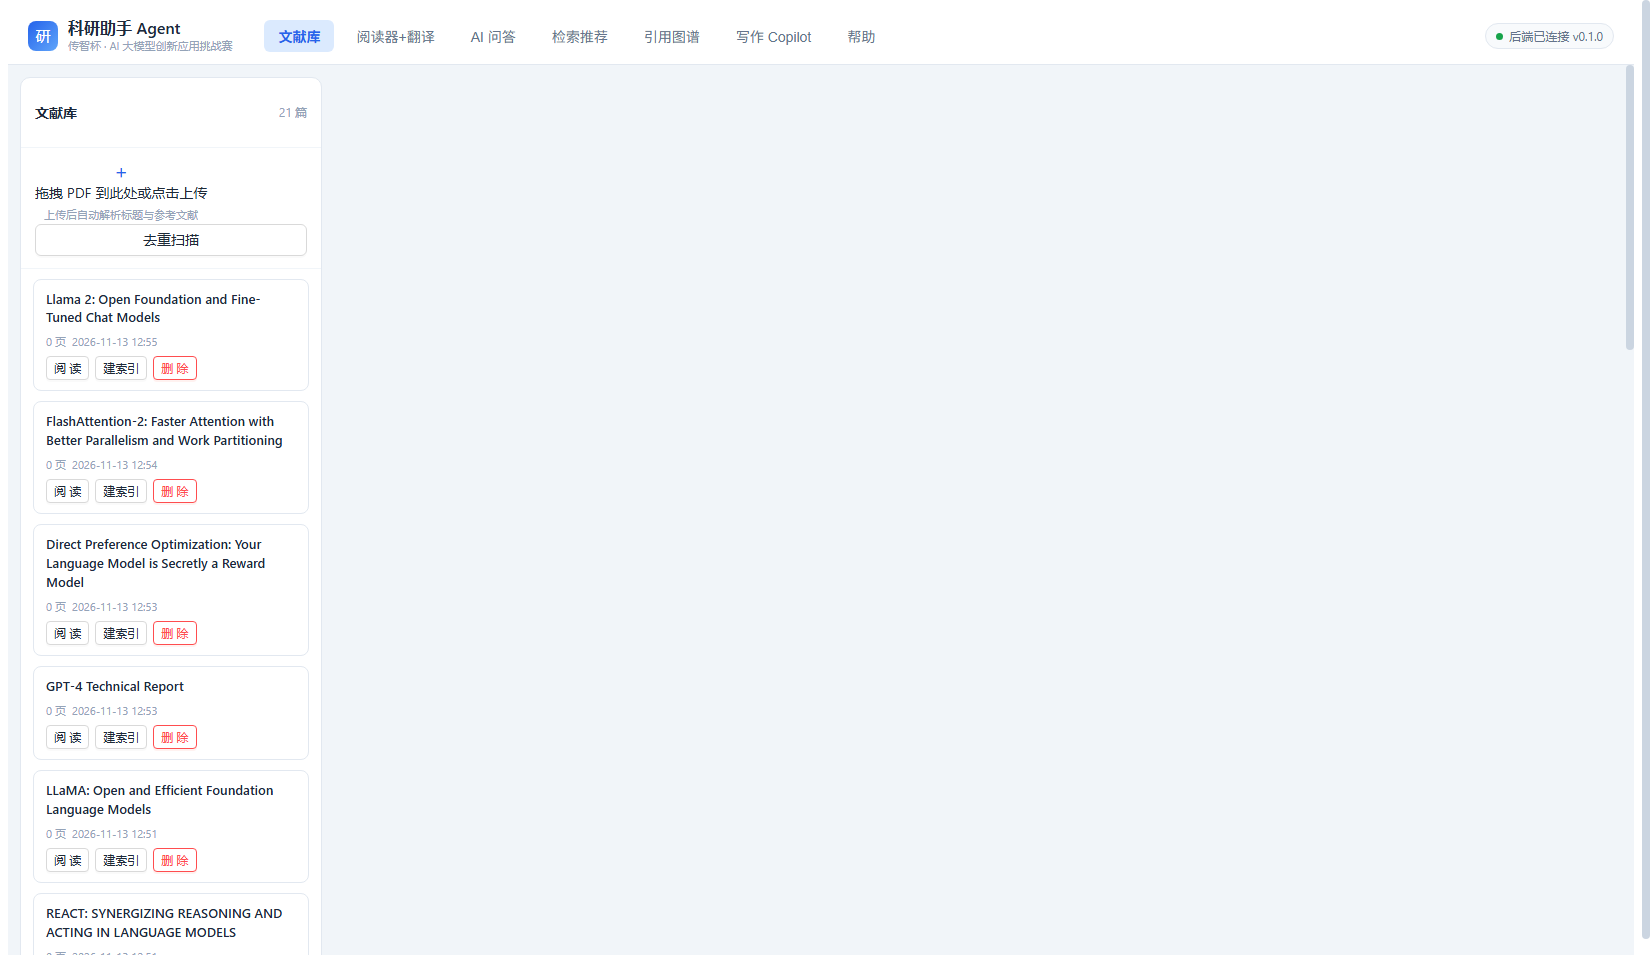 研
科研助手 Agent
传智杯 · AI 大模型创新应用挑战赛
文献库
阅读器+翻译
AI 问答
检索推荐
引用图谱
写作 Copilot
帮助
后端已连接 v0.1.0
文献库
21 篇
+
拖拽 PDF 到此处或点击上传
上传后自动解析标题与参考文献
去重扫描
Llama 2: Open Foundation and Fine-
Tuned Chat Models
0 页 2026-11-13 12:55
阅 读 建索引 删 除
FlashAttention-2: Faster Attention with
Better Parallelism and Work Partitioning
0 页 2026-11-13 12:54
阅 读 建索引 删 除
Direct Preference Optimization: Your
Language Model is Secretly a Reward
Model
0 页 2026-11-13 12:53
阅 读 建索引 删 除
GPT-4 Technical Report
0 页 2026-11-13 12:53
阅 读 建索引 删 除
LLaMA: Open and Efficient Foundation
Language Models
0 页 2026-11-13 12:51
阅 读 建索引 删 除
REACT: SYNERGIZING REASONING AND
ACTING IN LANGUAGE MODELS